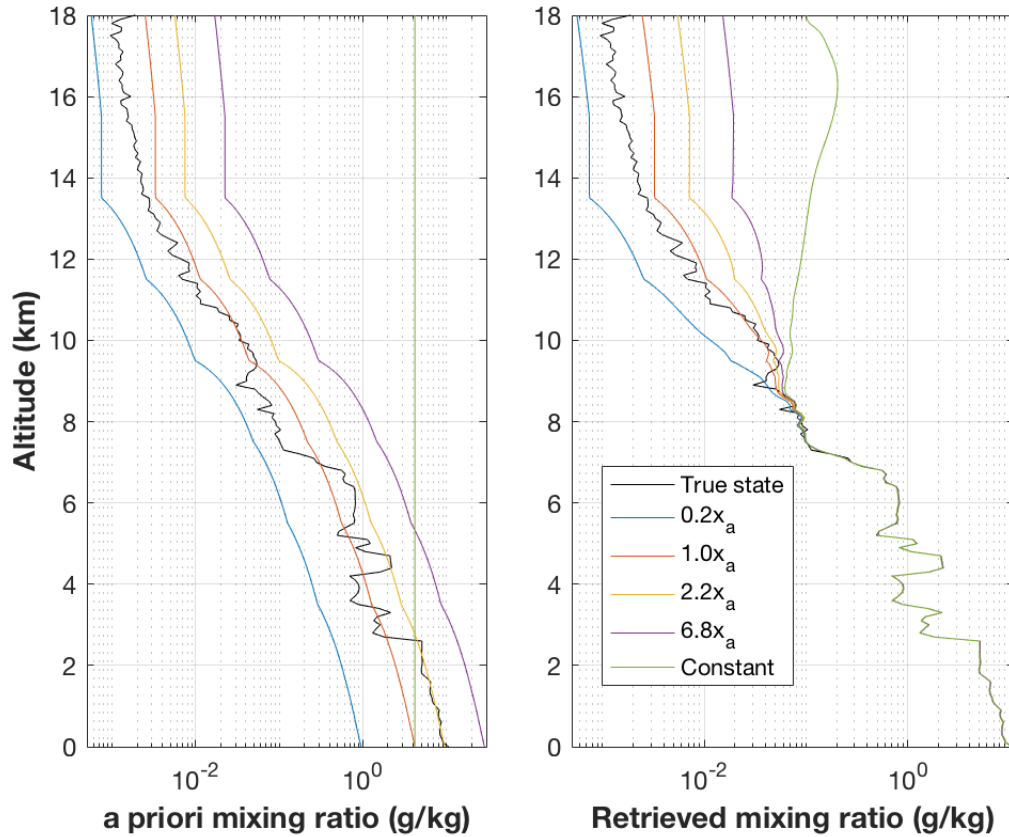 18
16
14
12
10
8
6
4
2
0
Altitude (km)
10^-2
10^0
a priori mixing ratio (g/kg)
18
16
14
12
10
8
6
4
2
0
True state
0.2x_a
1.0x_a
2.2x_a
6.8x_a
Constant
10^-2
10^0
Retrieved mixing ratio (g/kg)